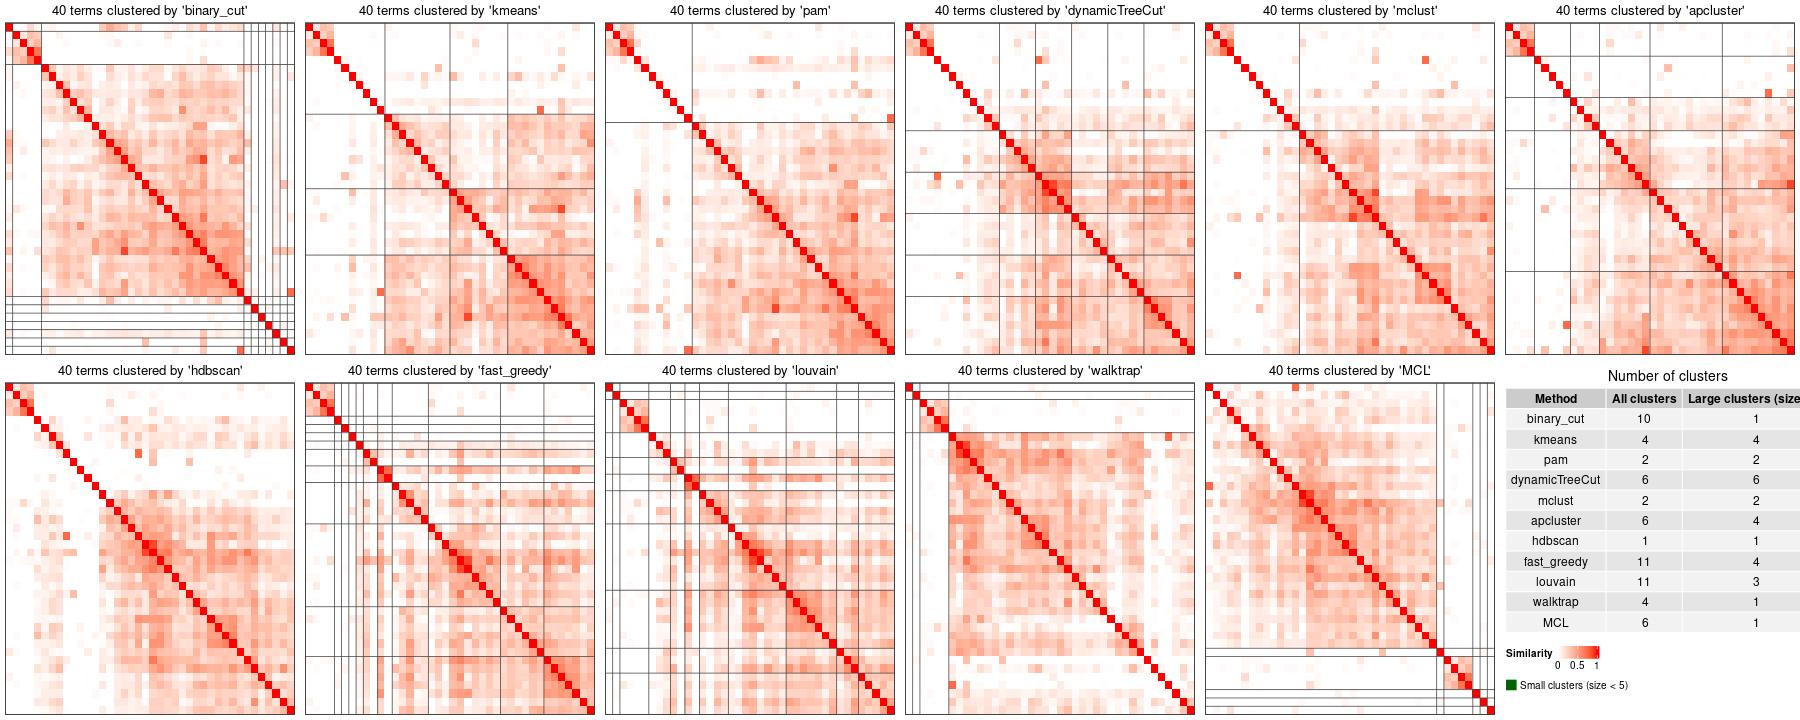 40 terms clustered by 'binary_cut'
40 terms clustered by 'kmeans'
40 terms clustered by 'pam'
40 terms clustered by 'dynamicTreeCut'
40 terms clustered by 'mclust'
40 terms clustered by 'apcluster'
40 terms clustered by 'hdbscan'
40 terms clustered by 'fast_greedy'
40 terms clustered by 'louvain'
40 terms clustered by 'walktrap'
40 terms clustered by 'MCL'
Number of clusters
Method All clusters Large clusters (size
binary_cut 10 1
kmeans 4 4
pam 2 2
dynamicTreeCut 6 6
mclust 2 2
apcluster 6 4
hdbscan 1 1
fast_greedy 11 4
louvain 11 3
walktrap 4 1
MCL 6 1
Similarity
0 0.5 1
Small clusters (size < 5)